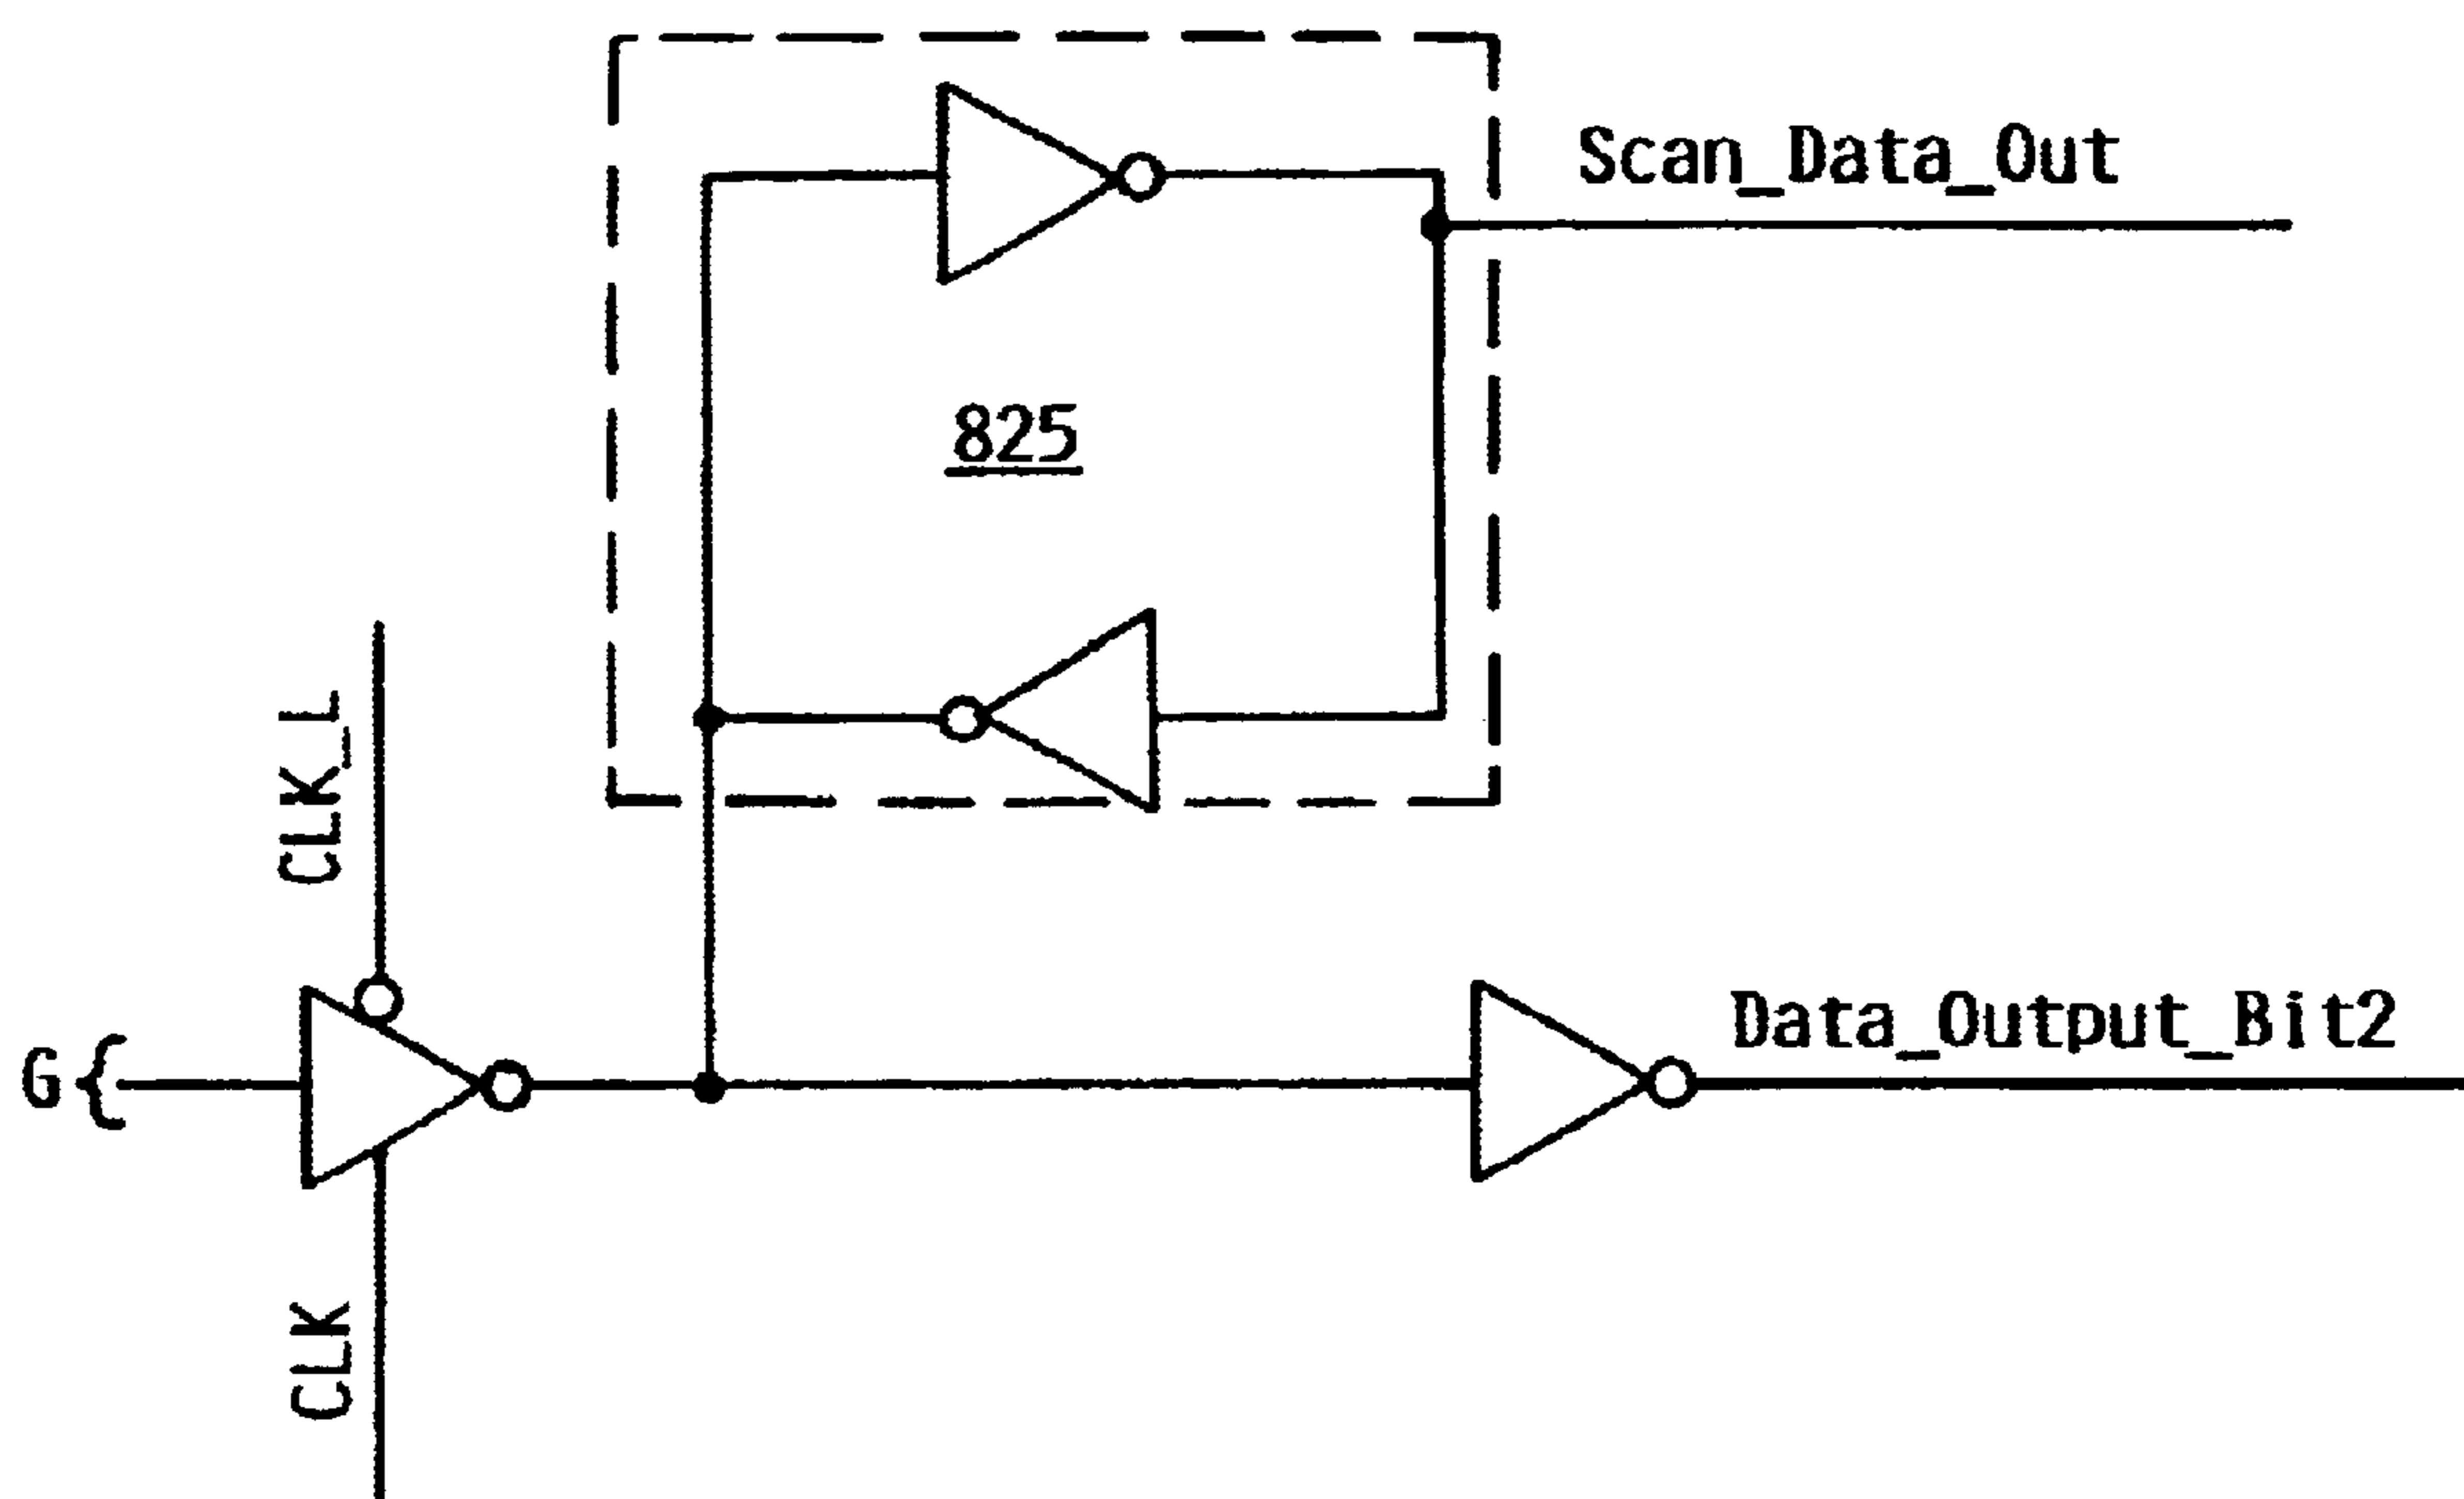 Scan_Data_Out
825
CLK_L
G
Data_Output_Bit2
CLK